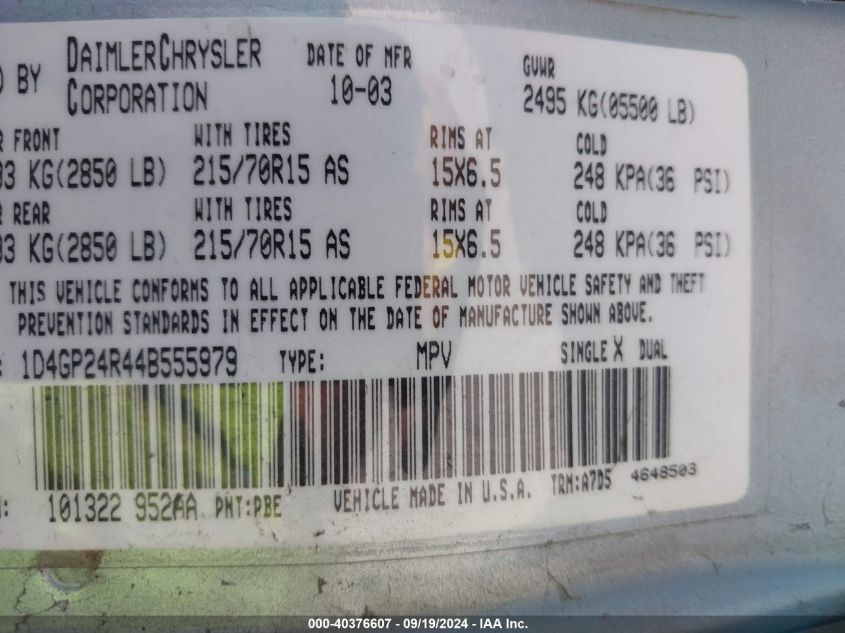 D BY DAIMLERCHRYSLER CORPORATION
DATE OF MFR
10-03
GVWR
2495 KG(05500 LB)
R FRONT WITH TIRES RIMS AT COLD
93 KG(2850 LB) 215/70R15 AS 15X6.5 248 KPA(36 PSI)
R REAR WITH TIRES RIMS AT COLD
93 KG(2850 LB) 215/70R15 AS 15X6.5 248 KPA(36 PSI)
THIS VEHICLE CONFORMS TO ALL APPLICABLE FEDERAL MOTOR VEHICLE SAFETY AND THEFT
PREVENTION STANDARDS IN EFFECT ON THE DATE OF MANUFACTURE SHOWN ABOVE.
: 1D4GP24R44B555979 TYPE: MPV SINGLE X DUAL
: 101322 952AA PNT:PBE VEHICLE MADE IN U.S.A. TRM:A7D5 4648503
000-40376607 - 09/19/2024 - IAA Inc.